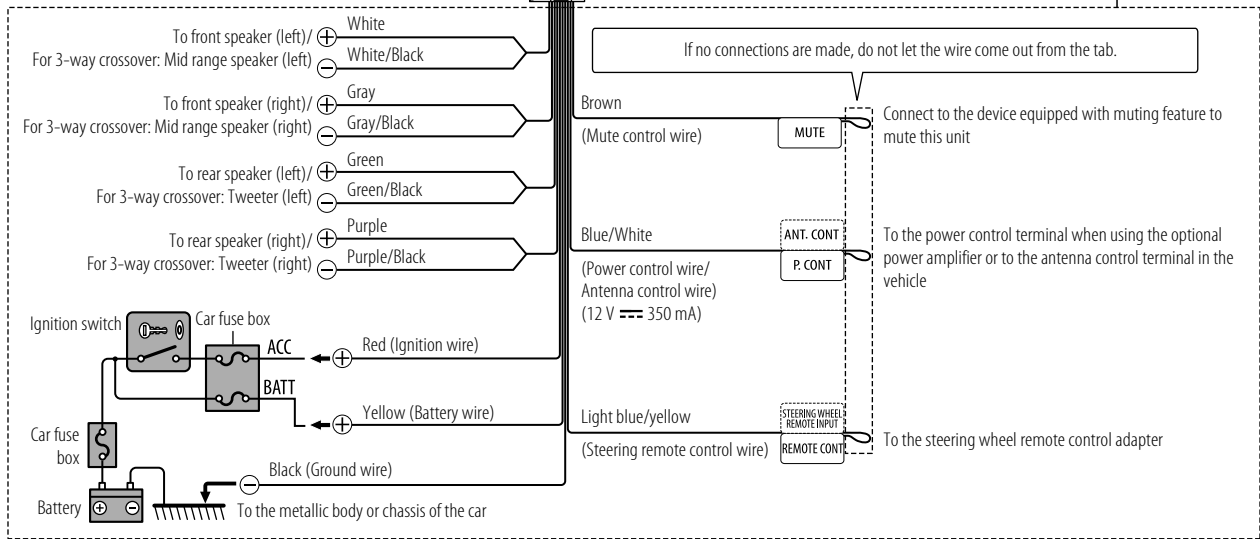 To front speaker (left)/
For 3-way crossover: Mid range speaker (left)
White
White/Black
To front speaker (right)/
For 3-way crossover: Mid range speaker (right)
Gray
Gray/Black
To rear speaker (left)/
For 3-way crossover: Tweeter (left)
Green
Green/Black
To rear speaker (right)/
For 3-way crossover: Tweeter (right)
Purple
Purple/Black
Ignition switch
Car fuse box
ACC
BATT
Red (Ignition wire)
Yellow (Battery wire)
Car fuse
box
Battery
Black (Ground wire)
To the metallic body or chassis of the car
If no connections are made, do not let the wire come out from the tab.
Brown
(Mute control wire)
MUTE
Connect to the device equipped with muting feature to
mute this unit
Blue/White
(Power control wire/
Antenna control wire)
(12 V ⎓ 350 mA)
ANT. CONT
P. CONT
To the power control terminal when using the optional
power amplifier or to the antenna control terminal in the
vehicle
Light blue/yellow
(Steering remote control wire)
STEERING WHEEL
REMOTE INPUT
REMOTE CONT
To the steering wheel remote control adapter